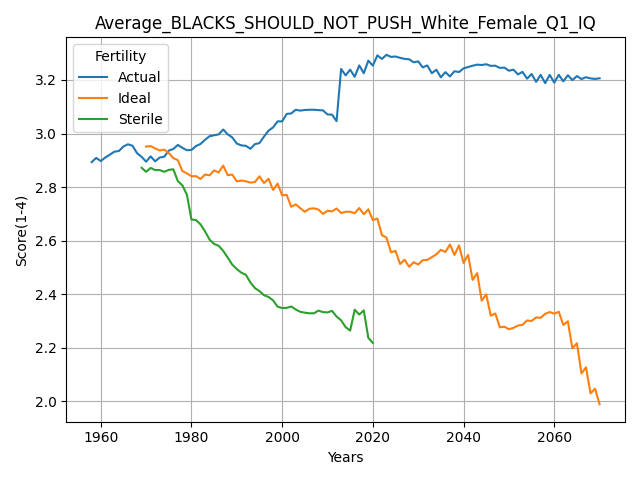 Average_BLACKS_SHOULD_NOT_PUSH_White_Female_Q1_IQ
Fertility
Actual
Ideal
Sterile
Score(1-4)
3.2
3.0
2.8
2.6
2.4
2.2
2.0
1960 1980 2000 2020 2040 2060
Years